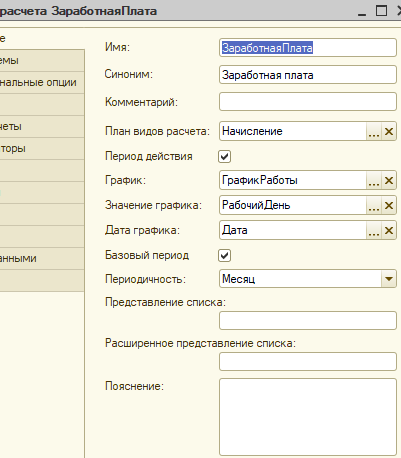 расчета ЗаработнаяПлата
Имя: ЗаработнаяПлата
емы
Синоним: Заработная плата
нальные опции
Комментарий:
четы
План видов расчета: Начисление
торы
Период действия
График: ГрафикРаботы
Значение графика: РабочийДень
Дата графика: Дата
анными
Базовый период
Периодичность: Месяц
Представление списка:
Расширенное представление списка:
Пояснение: